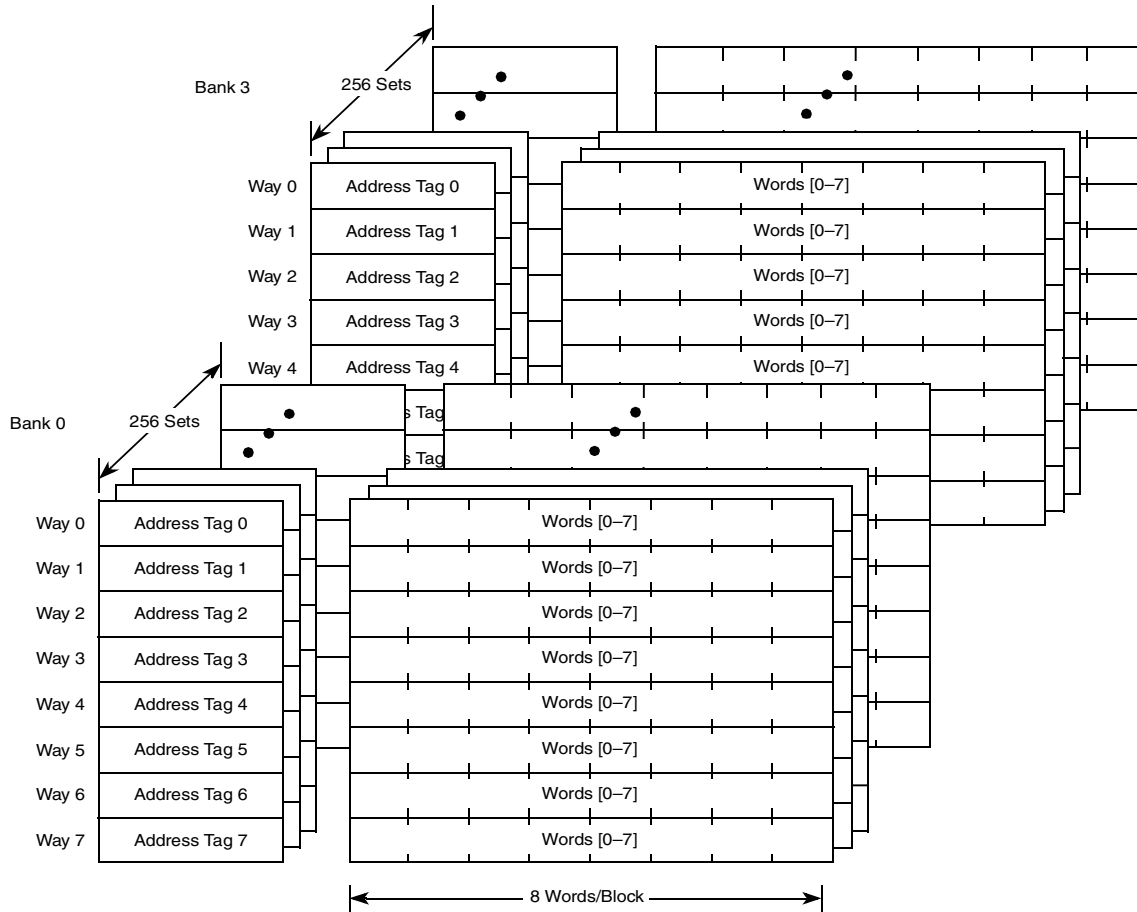 Bank 3
256 Sets
Way 0 Address Tag 0 Words [0–7]
Way 1 Address Tag 1 Words [0–7]
Way 2 Address Tag 2 Words [0–7]
Way 3 Address Tag 3 Words [0–7]
Way 4 Address Tag 4 Words [0–7]
Bank 0
256 Sets
s Tag
s Tag
Way 0 Address Tag 0 Words [0–7]
Way 1 Address Tag 1 Words [0–7]
Way 2 Address Tag 2 Words [0–7]
Way 3 Address Tag 3 Words [0–7]
Way 4 Address Tag 4 Words [0–7]
Way 5 Address Tag 5 Words [0–7]
Way 6 Address Tag 6 Words [0–7]
Way 7 Address Tag 7 Words [0–7]
8 Words/Block